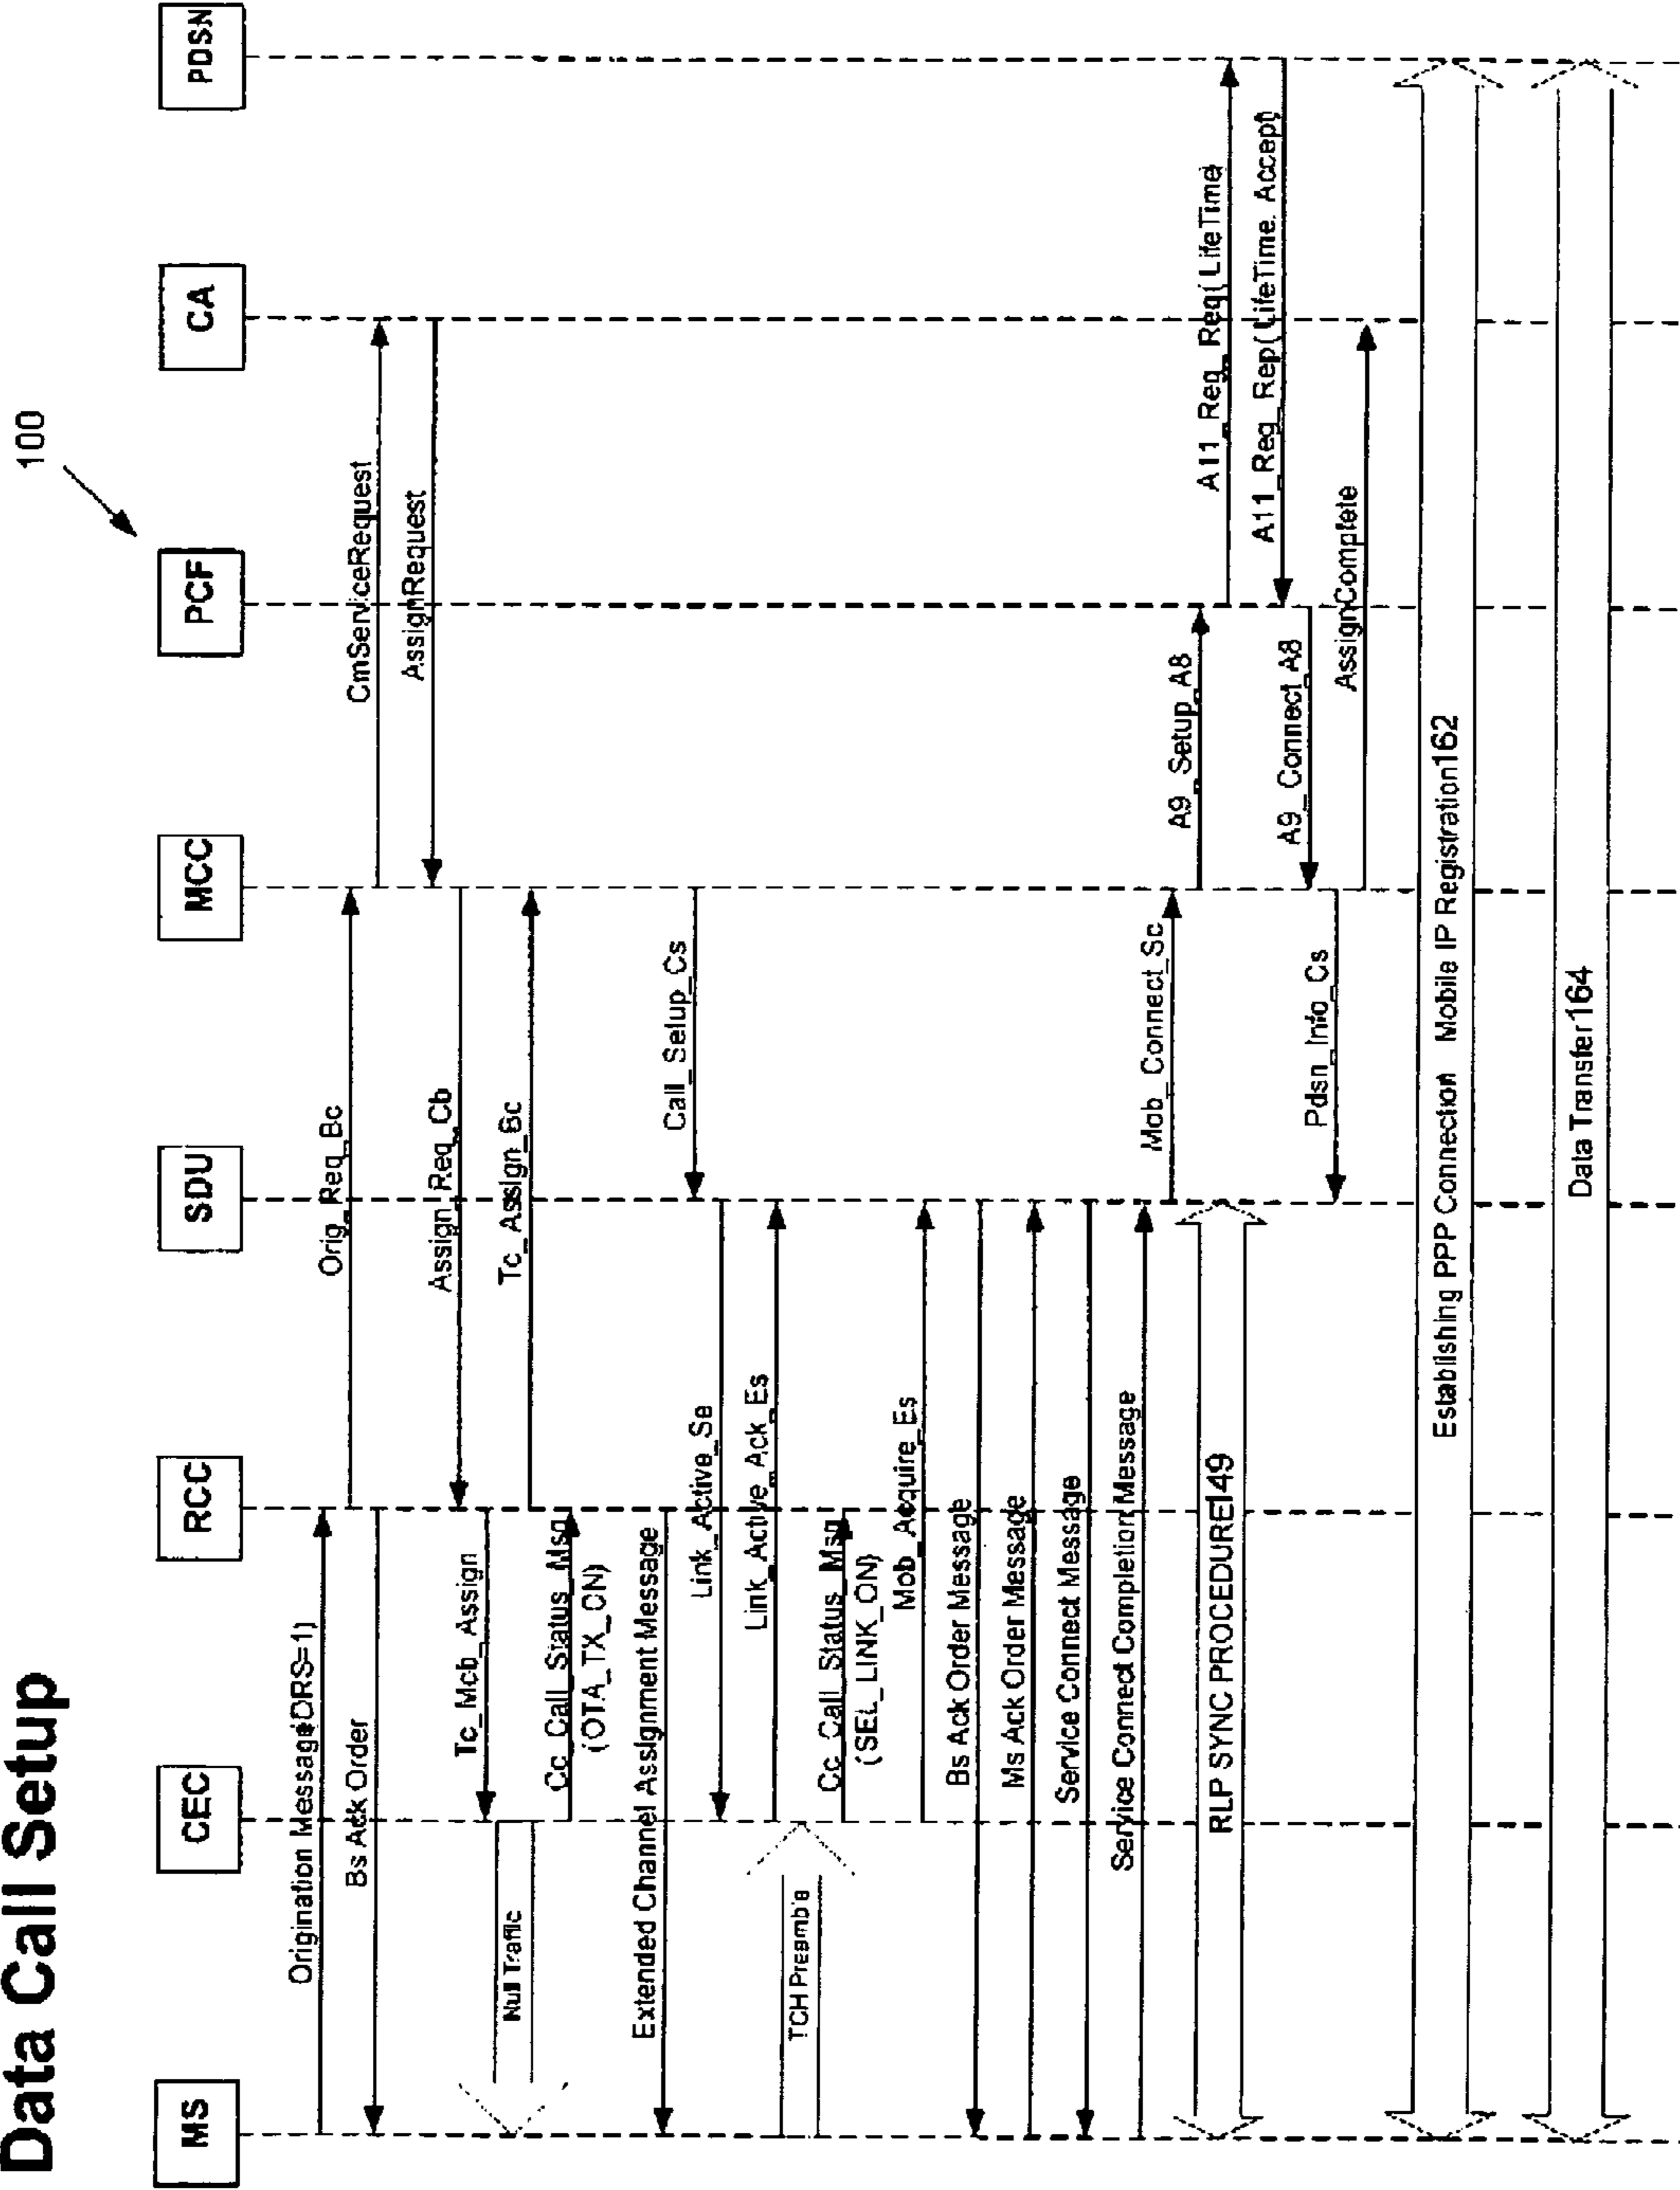 Data Call Setup
100
MS
CEC
RCC
SDU
MCC
PCF
CA
PDSN
Origination Message(DRS=1)
Orig_Req_Bc
Bs Ack Order
CmServiceRequest
AssignRequest
Assign_Req_Cb
Tc_Mcb_Assign
Null Traffic
Tc_Assign_Bc
Cc_Call_Status_Msg
(OTA_TX_ON)
Extended Channel Assignment Message
Call_Setup_Cs
Link_Active_Se
Link_Active_Ack_Es
TCH Preamble
Cc_Call_Status_Msg
(SEL_LINK_ON)
Mob_Acquire_Es
Bs Ack Order Message
Ms Ack Order Message
Service Connect Message
Service Connect Completion Message
Mob_Connect_Sc
A9_Setup_A8
RLP SYNC PROCEDURE149
A11_Reg_Req(LifeTime)
A11_Reg_Rep(LifeTime, Accept)
A9_Connect_A8
Pdsn_Info_Cs
AssignComplete
Establishing PPP Connection Mobile IP Registration162
Data Transfer164